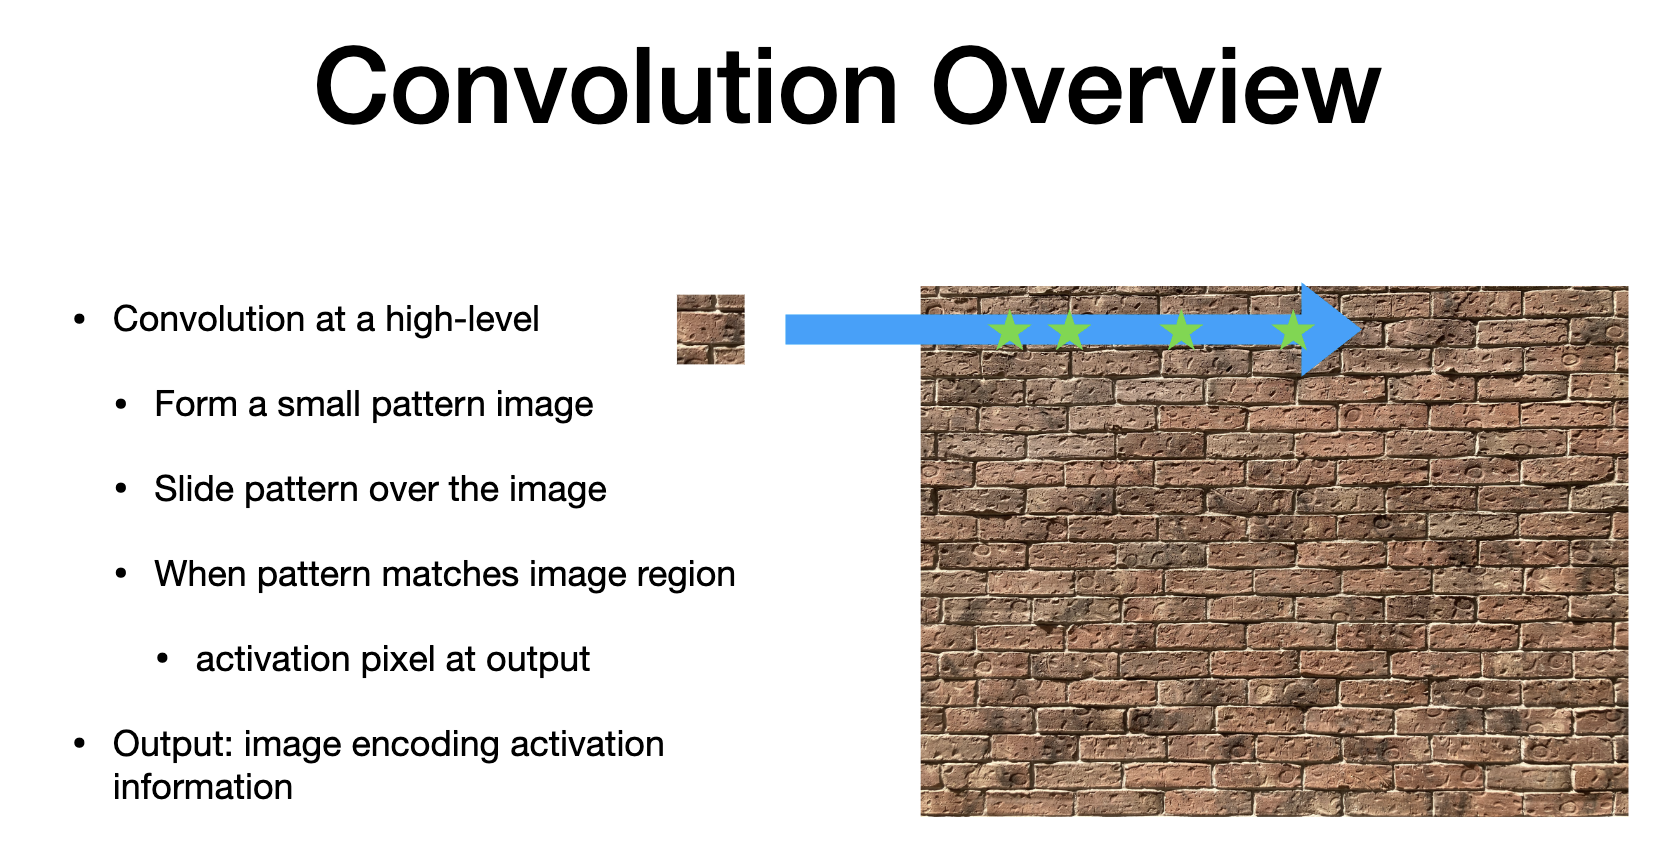 Convolution Overview
• Convolution at a high-level
• Form a small pattern image
• Slide pattern over the image
• When pattern matches image region
• activation pixel at output
• Output: image encoding activation
information